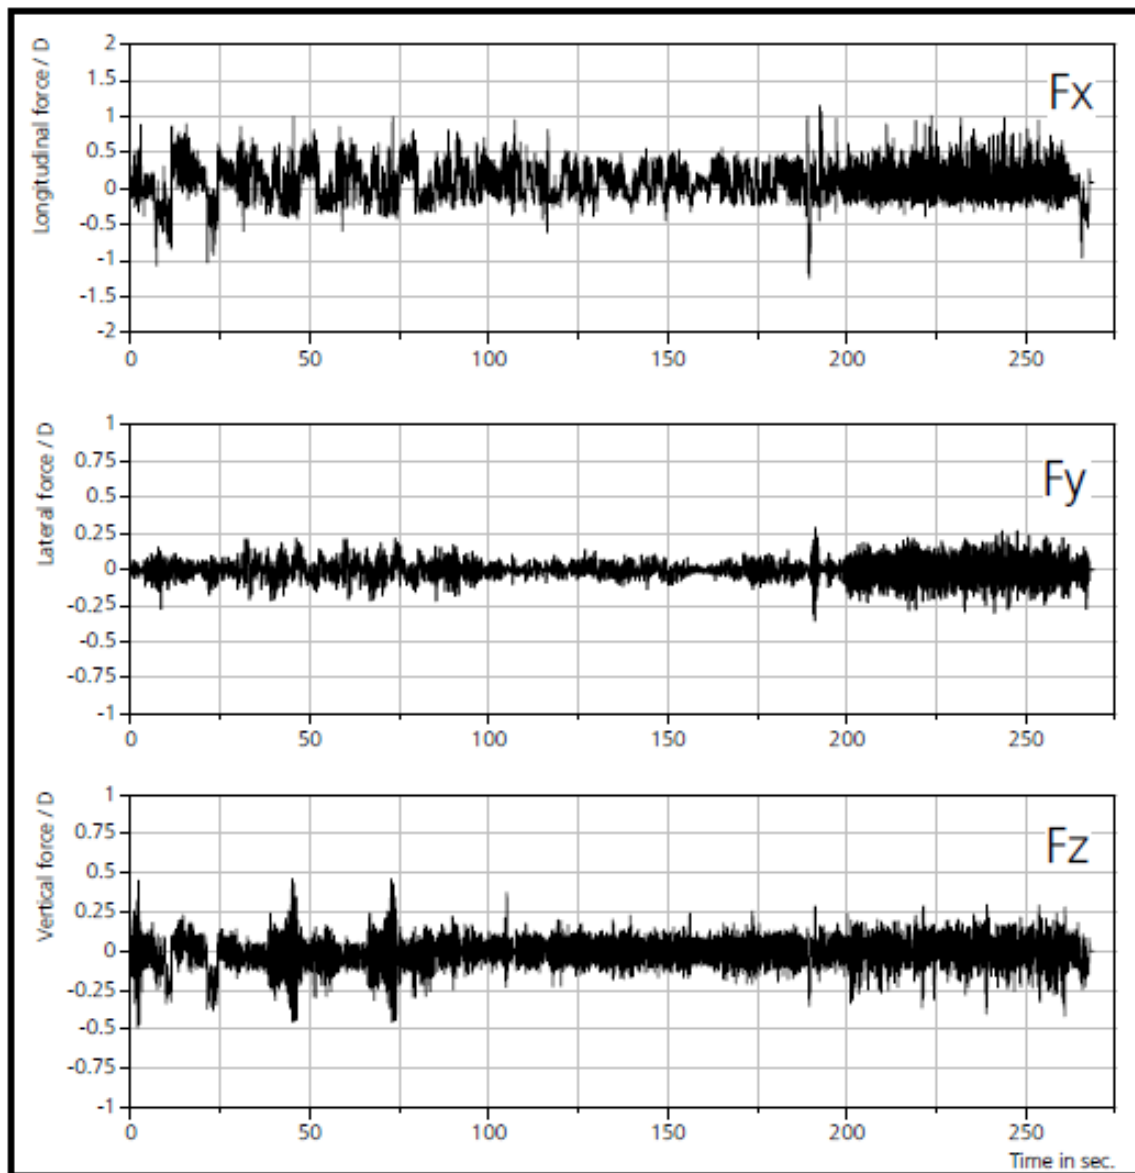 Longitudinal force / D
2
1.5
1
0.5
0
-0.5
-1
-1.5
-2
Fx
0 50 100 150 200 250
Lateral force / D
1
0.75
0.5
0.25
0
-0.25
-0.5
-0.75
-1
Fy
0 50 100 150 200 250
Vertical force / D
1
0.75
0.5
0.25
0
-0.25
-0.5
-0.75
-1
Fz
0 50 100 150 200 250
Time in sec.